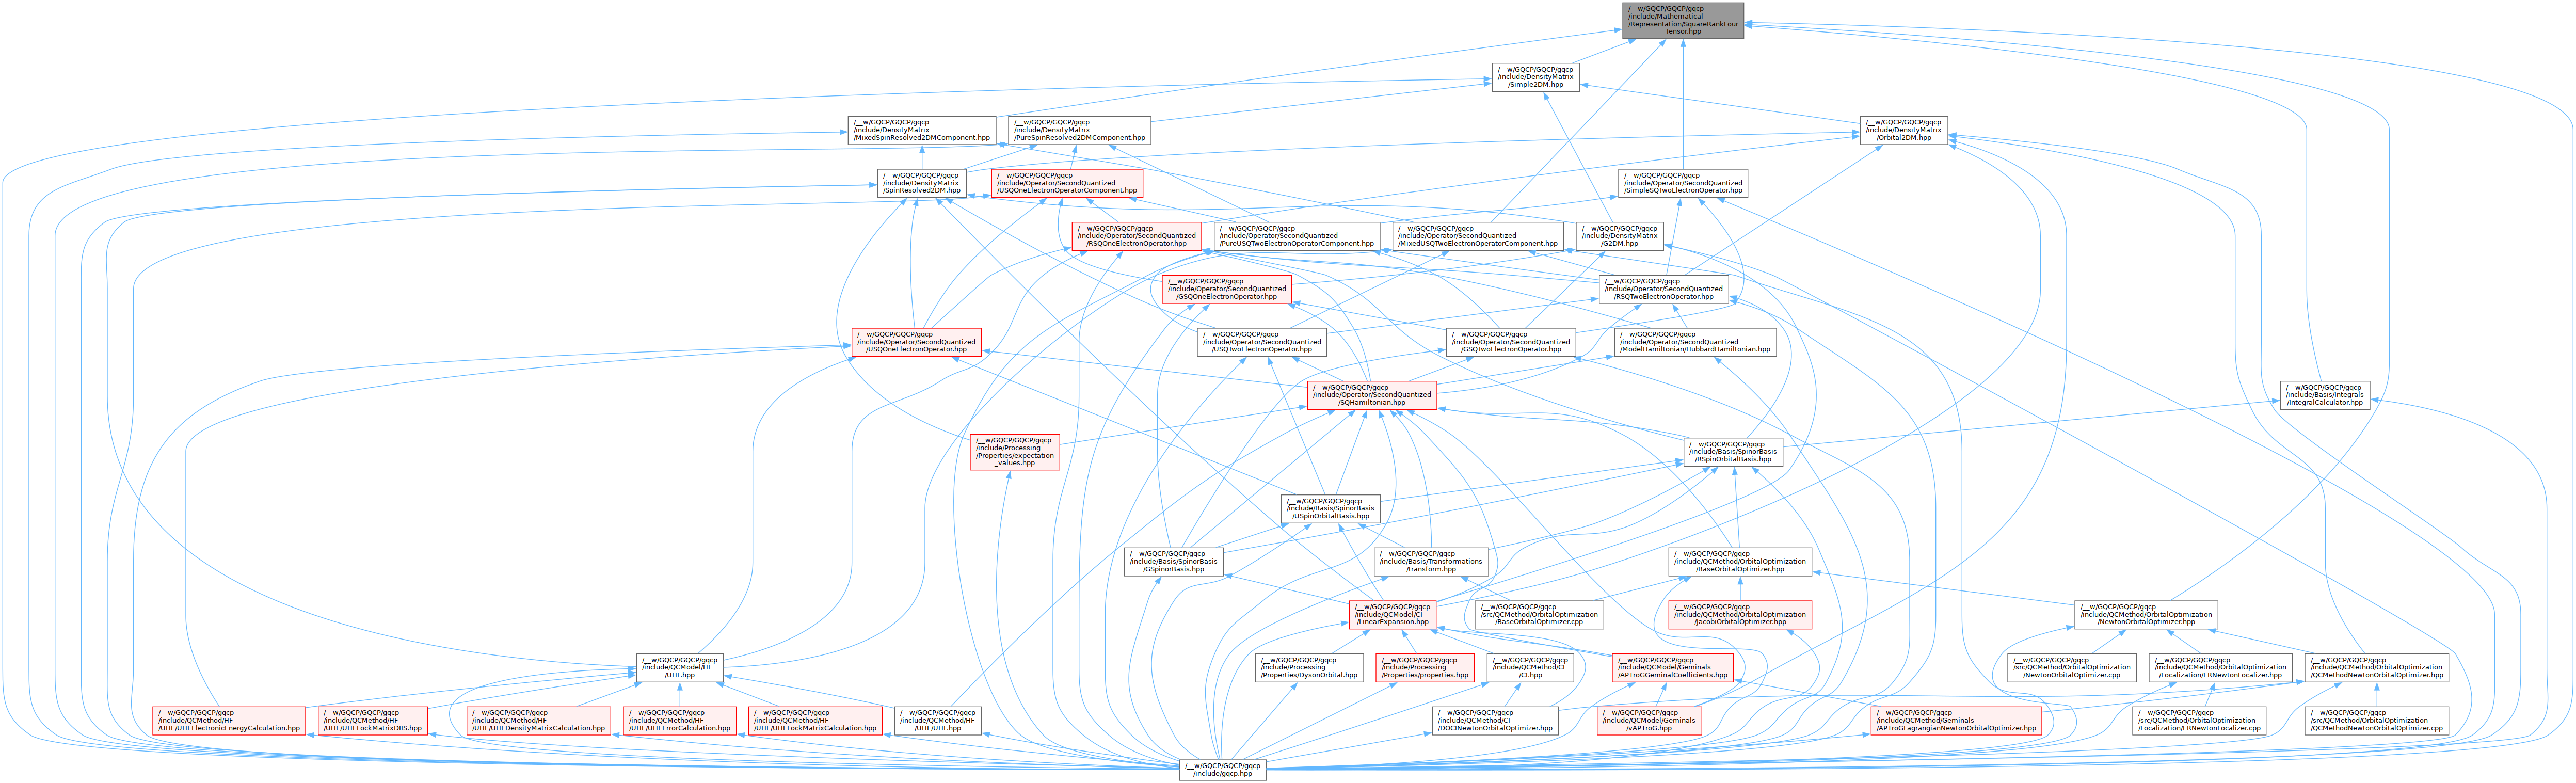 /__w/GQCP/GQCP/gqcp
/include/Mathematical
/Representation/SquareRankFour
Tensor.hpp
/__w/GQCP/GQCP/gqcp
/include/DensityMatrix
/Simple2DM.hpp
/__w/GQCP/GQCP/gqcp
/include/DensityMatrix
/MixedSpinResolved2DMComponent.hpp
/__w/GQCP/GQCP/gqcp
/include/DensityMatrix
/PureSpinResolved2DMComponent.hpp
/__w/GQCP/GQCP/gqcp
/include/DensityMatrix
/Orbital2DM.hpp
/__w/GQCP/GQCP/gqcp
/include/DensityMatrix
/SpinResolved2DM.hpp
/__w/GQCP/GQCP/gqcp
/include/Operator/SecondQuantized
/USQOneElectronOperatorComponent.hpp
/__w/GQCP/GQCP/gqcp
/include/Operator/SecondQuantized
/SimpleSQTwoElectronOperator.hpp
/__w/GQCP/GQCP/gqcp
/include/Operator/SecondQuantized
/RSQOneElectronOperator.hpp
/__w/GQCP/GQCP/gqcp
/include/Operator/SecondQuantized
/PureUSQTwoElectronOperatorComponent.hpp
/__w/GQCP/GQCP/gqcp
/include/Operator/SecondQuantized
/MixedUSQTwoElectronOperatorComponent.hpp
/__w/GQCP/GQCP/gqcp
/include/DensityMatrix
/G2DM.hpp
/__w/GQCP/GQCP/gqcp
/include/Operator/SecondQuantized
/GSQOneElectronOperator.hpp
/__w/GQCP/GQCP/gqcp
/include/Operator/SecondQuantized
/RSQTwoElectronOperator.hpp
/__w/GQCP/GQCP/gqcp
/include/Operator/SecondQuantized
/USQOneElectronOperator.hpp
/__w/GQCP/GQCP/gqcp
/include/Operator/SecondQuantized
/USQTwoElectronOperator.hpp
/__w/GQCP/GQCP/gqcp
/include/Operator/SecondQuantized
/GSQTwoElectronOperator.hpp
/__w/GQCP/GQCP/gqcp
/include/Operator/SecondQuantized
/ModelHamiltonian/HubbardHamiltonian.hpp
/__w/GQCP/GQCP/gqcp
/include/Operator/SecondQuantized
/SQHamiltonian.hpp
/__w/GQCP/GQCP/gqcp
/include/Basis/Integrals
/IntegralCalculator.hpp
/__w/GQCP/GQCP/gqcp
/include/Processing
/Properties/expectation
_values.hpp
/__w/GQCP/GQCP/gqcp
/include/Basis/SpinorBasis
/RSpinOrbitalBasis.hpp
/__w/GQCP/GQCP/gqcp
/include/Basis/SpinorBasis
/USpinOrbitalBasis.hpp
/__w/GQCP/GQCP/gqcp
/include/Basis/SpinorBasis
/GSpinorBasis.hpp
/__w/GQCP/GQCP/gqcp
/include/Basis/Transformations
/transform.hpp
/__w/GQCP/GQCP/gqcp
/include/QCMethod/OrbitalOptimization
/BaseOrbitalOptimizer.hpp
/__w/GQCP/GQCP/gqcp
/include/QCModel/CI
/LinearExpansion.hpp
/__w/GQCP/GQCP/gqcp
/src/QCMethod/OrbitalOptimization
/BaseOrbitalOptimizer.cpp
/__w/GQCP/GQCP/gqcp
/include/QCMethod/OrbitalOptimization
/JacobiOrbitalOptimizer.hpp
/__w/GQCP/GQCP/gqcp
/include/QCMethod/OrbitalOptimization
/NewtonOrbitalOptimizer.hpp
/__w/GQCP/GQCP/gqcp
/include/QCModel/HF
/UHF.hpp
/__w/GQCP/GQCP/gqcp
/include/Processing
/Properties/DysonOrbital.hpp
/__w/GQCP/GQCP/gqcp
/include/Processing
/Properties/properties.hpp
/__w/GQCP/GQCP/gqcp
/include/QCMethod/CI
/CI.hpp
/__w/GQCP/GQCP/gqcp
/include/QCModel/Geminals
/AP1roGGeminalCoefficients.hpp
/__w/GQCP/GQCP/gqcp
/src/QCMethod/OrbitalOptimization
/NewtonOrbitalOptimizer.cpp
/__w/GQCP/GQCP/gqcp
/include/QCMethod/OrbitalOptimization
/Localization/ERNewtonLocalizer.hpp
/__w/GQCP/GQCP/gqcp
/include/QCMethod/OrbitalOptimization
/QCMethodNewtonOrbitalOptimizer.hpp
/__w/GQCP/GQCP/gqcp
/include/QCMethod/HF
/UHF/UHFElectronicEnergyCalculation.hpp
/__w/GQCP/GQCP/gqcp
/include/QCMethod/HF
/UHF/UHFFockMatrixDIIS.hpp
/__w/GQCP/GQCP/gqcp
/include/QCMethod/HF
/UHF/UHFDensityMatrixCalculation.hpp
/__w/GQCP/GQCP/gqcp
/include/QCMethod/HF
/UHF/UHFErrorCalculation.hpp
/__w/GQCP/GQCP/gqcp
/include/QCMethod/HF
/UHF/UHFFockMatrixCalculation.hpp
/__w/GQCP/GQCP/gqcp
/include/QCMethod/HF
/UHF/UHF.hpp
/__w/GQCP/GQCP/gqcp
/include/QCMethod/CI
/DOCINewtonOrbitalOptimizer.hpp
/__w/GQCP/GQCP/gqcp
/include/QCModel/Geminals
/vAP1roG.hpp
/__w/GQCP/GQCP/gqcp
/include/QCMethod/Geminals
/AP1roGLagrangianNewtonOrbitalOptimizer.hpp
/__w/GQCP/GQCP/gqcp
/src/QCMethod/OrbitalOptimization
/Localization/ERNewtonLocalizer.cpp
/__w/GQCP/GQCP/gqcp
/src/QCMethod/OrbitalOptimization
/QCMethodNewtonOrbitalOptimizer.cpp
/__w/GQCP/GQCP/gqcp
/include/gqcp.hpp